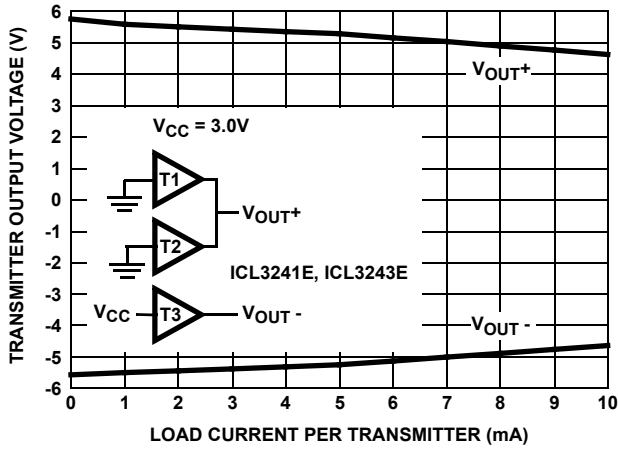 TRANSMITTER OUTPUT VOLTAGE (V)
6
5
4
3
2
1
0
-1
-2
-3
-4
-5
-6
VOUT+
VCC = 3.0V
T1
VOUT+
T2
ICL3241E, ICL3243E
VCC
T3
VOUT -
VOUT -
0 1 2 3 4 5 6 7 8 9 10
LOAD CURRENT PER TRANSMITTER (mA)